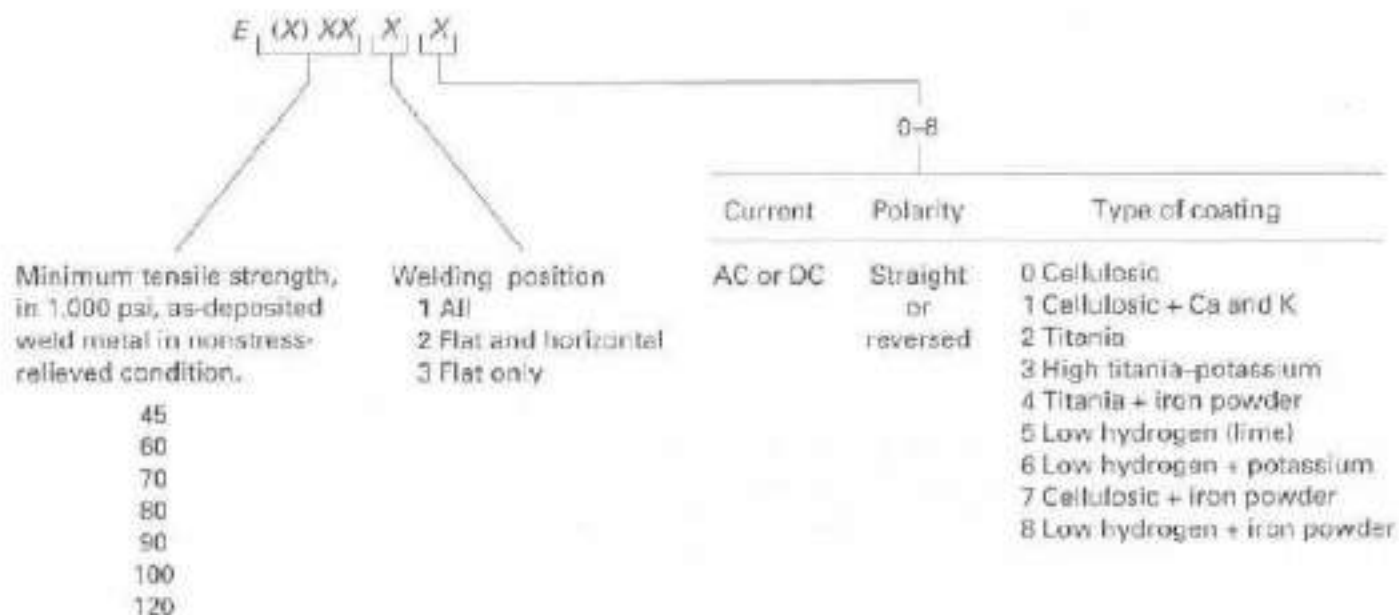 E (X) XX X X
0–8
Current Polarity Type of coating
Minimum tensile strength,
in 1,000 psi, as-deposited
weld metal in nonstress-
relieved condition.
45
60
70
80
90
100
120
Welding position
1 All
2 Flat and horizontal
3 Flat only
AC or DC
Straight
or
reversed
0 Cellulosic
1 Cellulosic + Ca and K
2 Titania
3 High titania–potassium
4 Titania + iron powder
5 Low hydrogen (lime)
6 Low hydrogen + potassium
7 Cellulosic + iron powder
8 Low hydrogen + iron powder